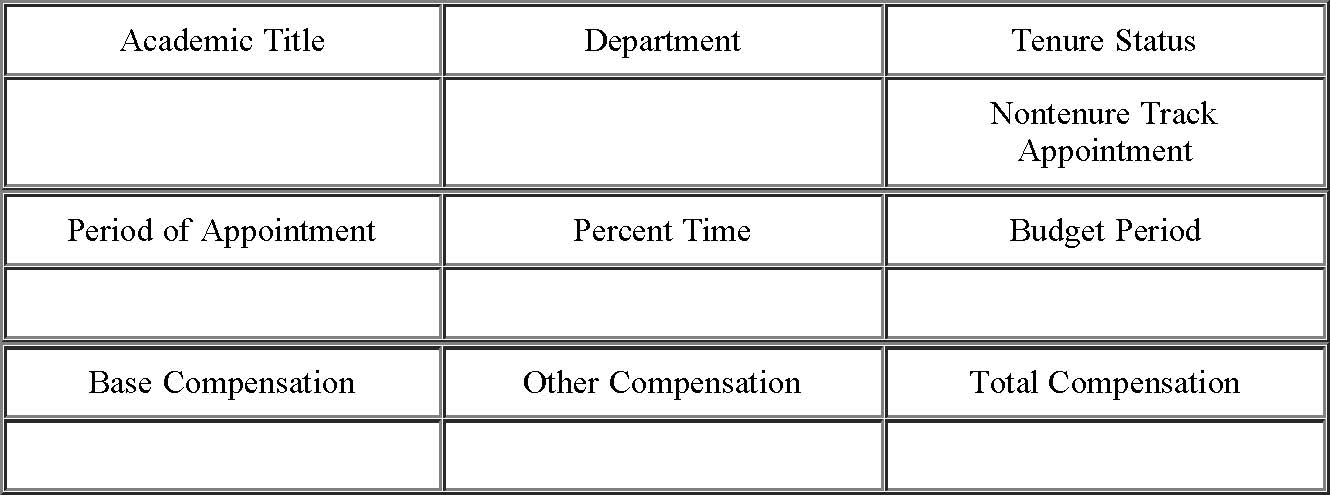 Academic Title
Department
Tenure Status
Nontenure Track
Appointment
Period of Appointment
Percent Time
Budget Period
Base Compensation
Other Compensation
Total Compensation